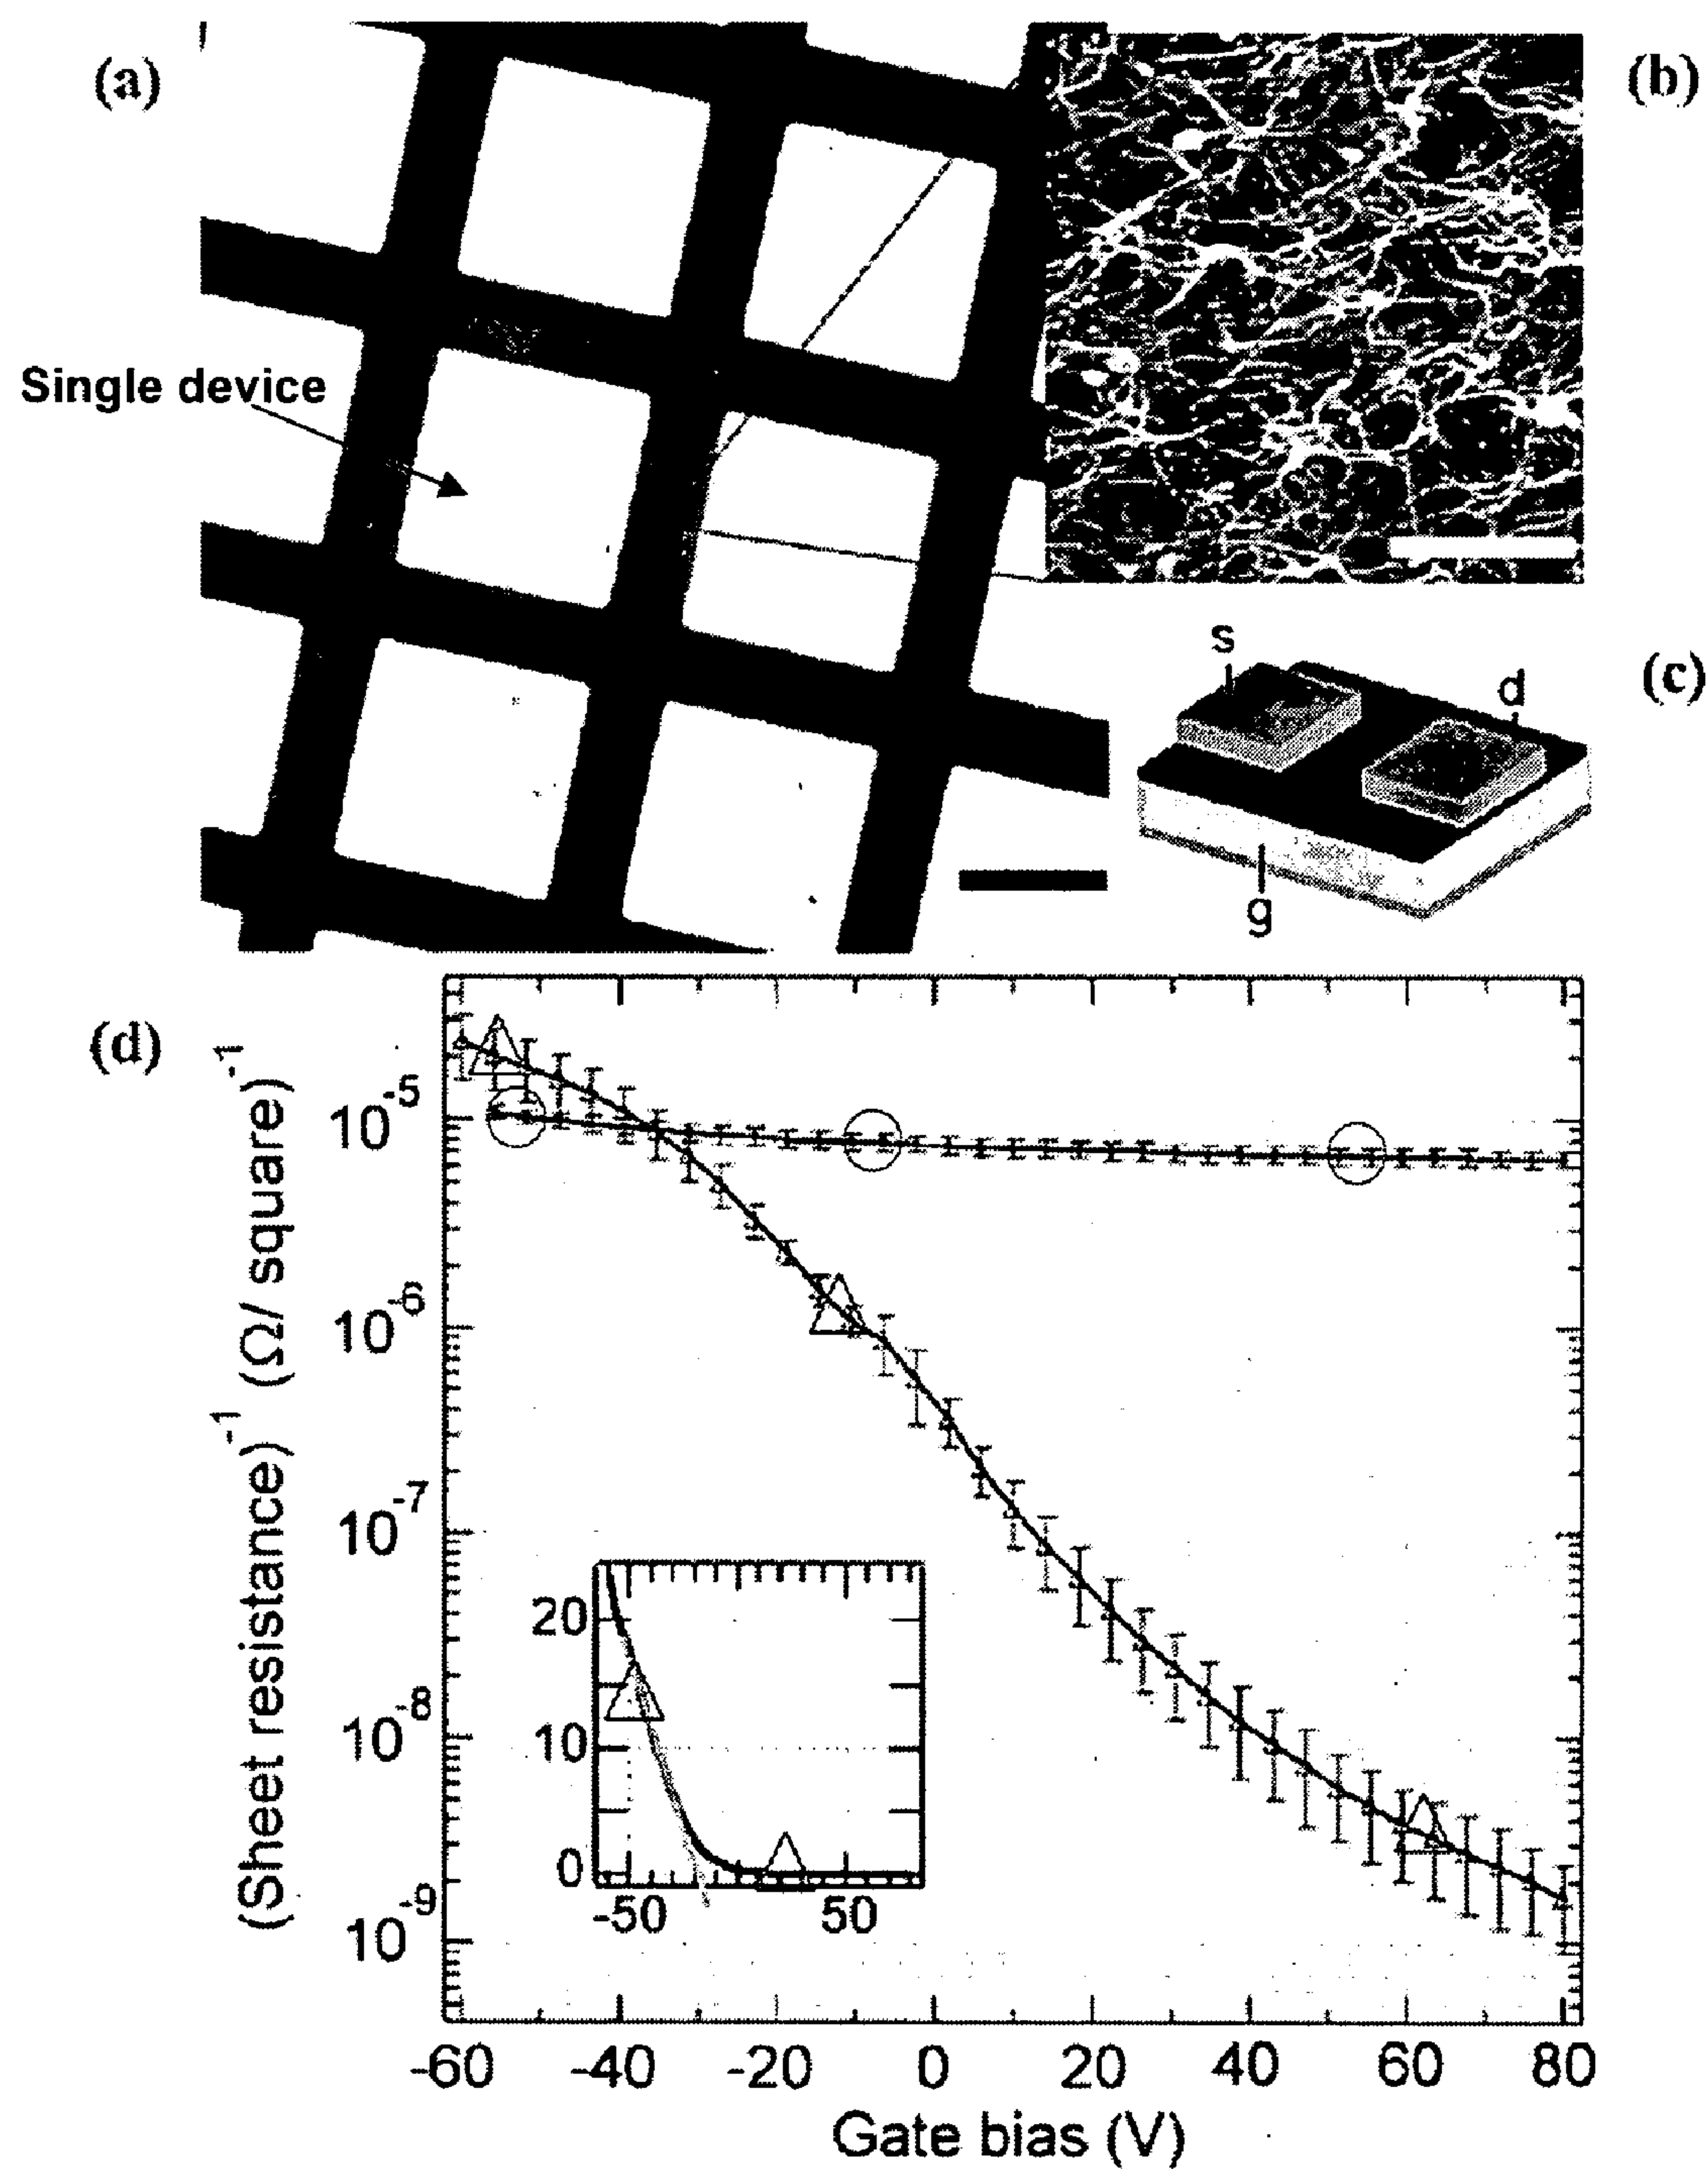 (a)
(b)
Single device
s
d
(c)
g
(d)
(Sheet resistance)⁻¹ (Ω/ square)⁻¹
10⁻⁵
10⁻⁶
10⁻⁷
10⁻⁸
10⁻⁹
20
10
0
-50
50
-60
-40
-20
0
20
40
60
80
Gate bias (V)